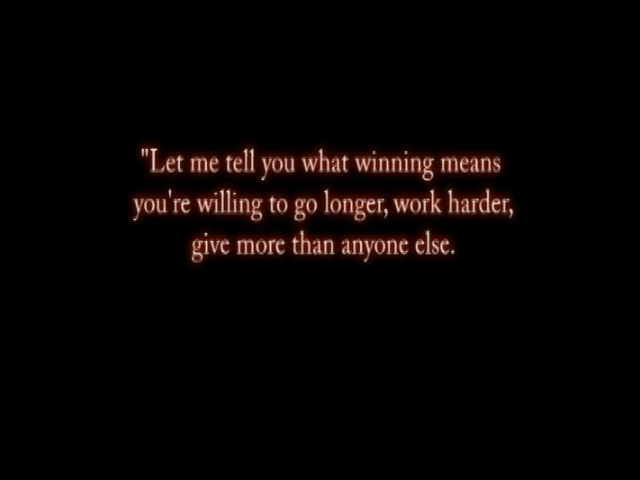 "Let me tell you what winning means
you're willing to go longer, work harder,
give more than anyone else.